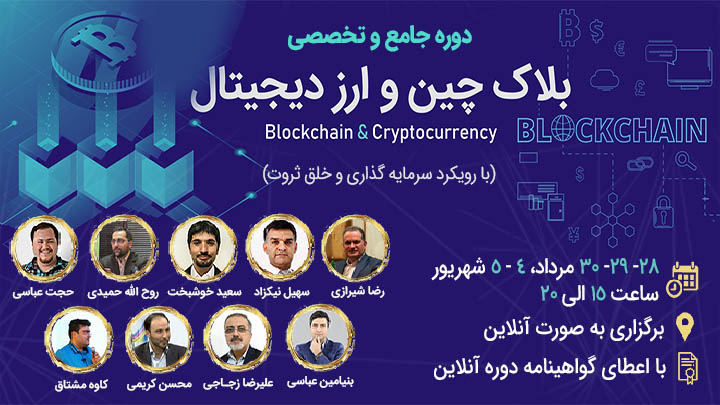 دوره جامع و تخصصی
بلاک چین و ارز دیجیتال
Blockchain & Cryptocurrency
(با رویکرد سرمایه گذاری و خلق ثروت)
BLOCKCHAIN
رضا شیرازی
سهیل نیکزاد
سعید خوشبخت
روح الله حمیدی
حجت عباسی
بنیامین عباسی
علیرضا زجاجی
محسن کریمی
کاوه مشتاق
۲۸- ۲۹- ۳۰ مرداد، ٤ - ۵ شهریور
ساعت ۱۵ الی ۲۰
برگزاری به صورت آنلاین
با اعطای گواهینامه دوره آنلاین